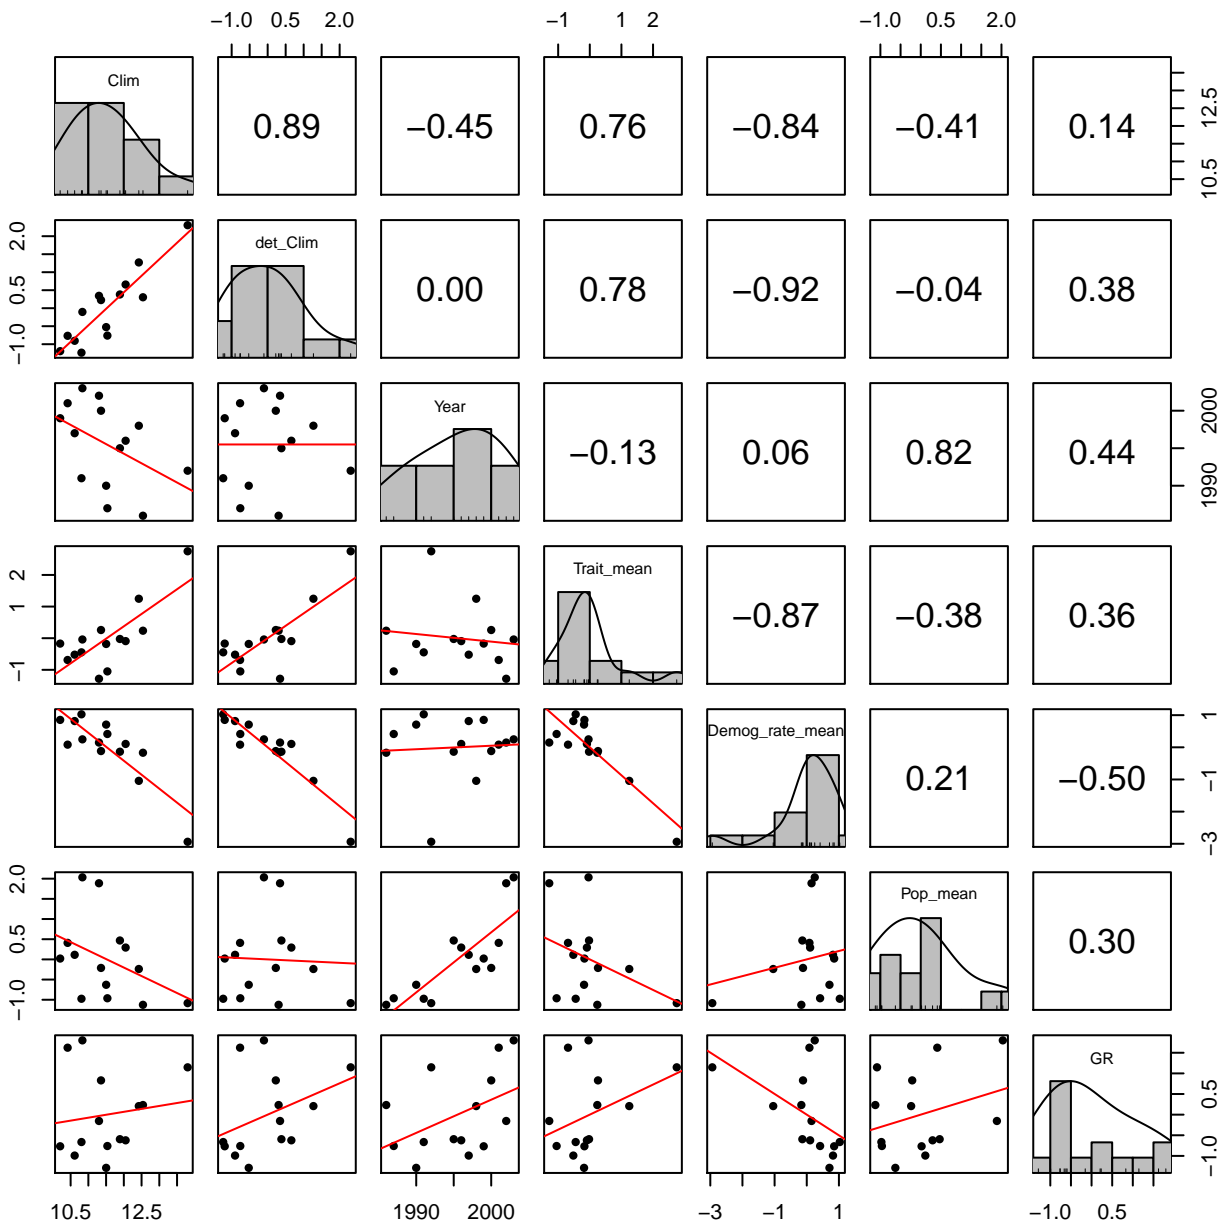 −1.0 0.5 2.0 −1 1 2 −1.0 0.5 2.0
Clim 0.89 −0.45 0.76 −0.84 −0.41 0.14 10.5 12.5
−1.0 0.5 2.0 det_Clim 0.00 0.78 −0.92 −0.04 0.38
Year −0.13 0.06 0.82 0.44 1990 2000
−1 1 2 Trait_mean −0.87 −0.38 0.36
Demog_rate_mean 0.21 −0.50 −3 −1 1
−1.0 0.5 2.0 Pop_mean 0.30
GR −1.0 0.5
10.5 12.5 1990 2000 −3 −1 1 −1.0 0.5